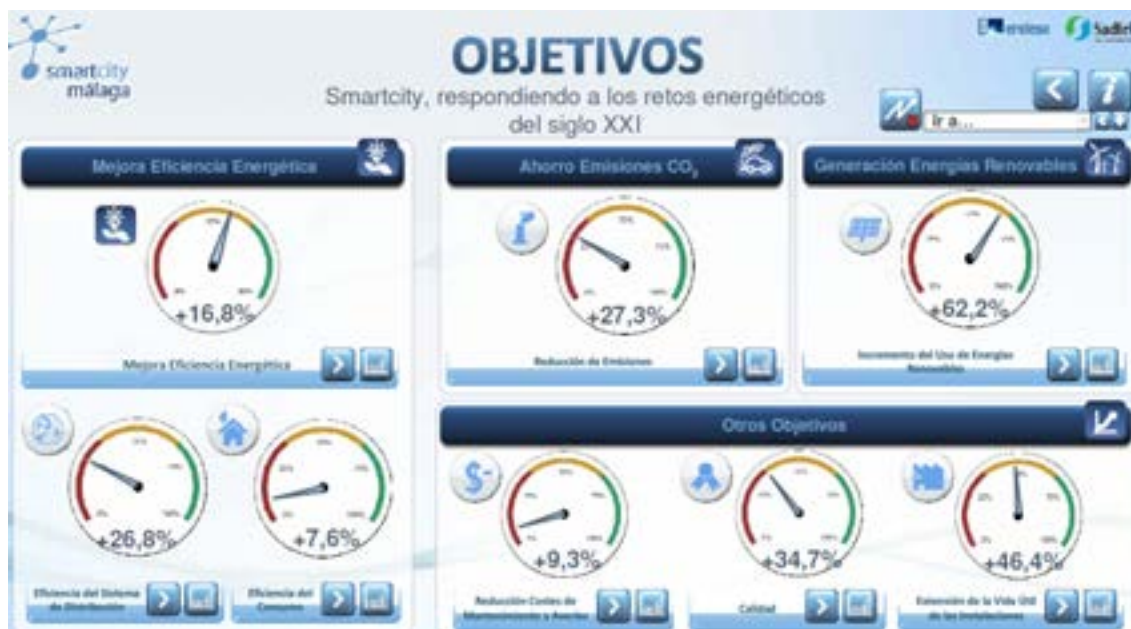 smartcity
málaga
OBJETIVOS
Smartcity, respondiendo a los retos energéticos
del siglo XXI
endesa
Sadiel
Ir a...
Mejora Eficiencia Energética
+16,8%
Mejora Eficiencia Energética
+26,8%
Eficiencia del Sistema
de Distribución
+7,6%
Eficiencia del
Consumo
Ahorro Emisiones CO₂
0%
100%
+27,3%
Reducción de Emisiones
Generación Energías Renovables
+62,2%
Incremento del Uso de Energías
Renovables
Otros Objetivos
+9,3%
Reducción Costes de
Mantenimiento y Averías
+34,7%
Calidad
+46,4%
Extensión de la Vida Útil
de las Instalaciones